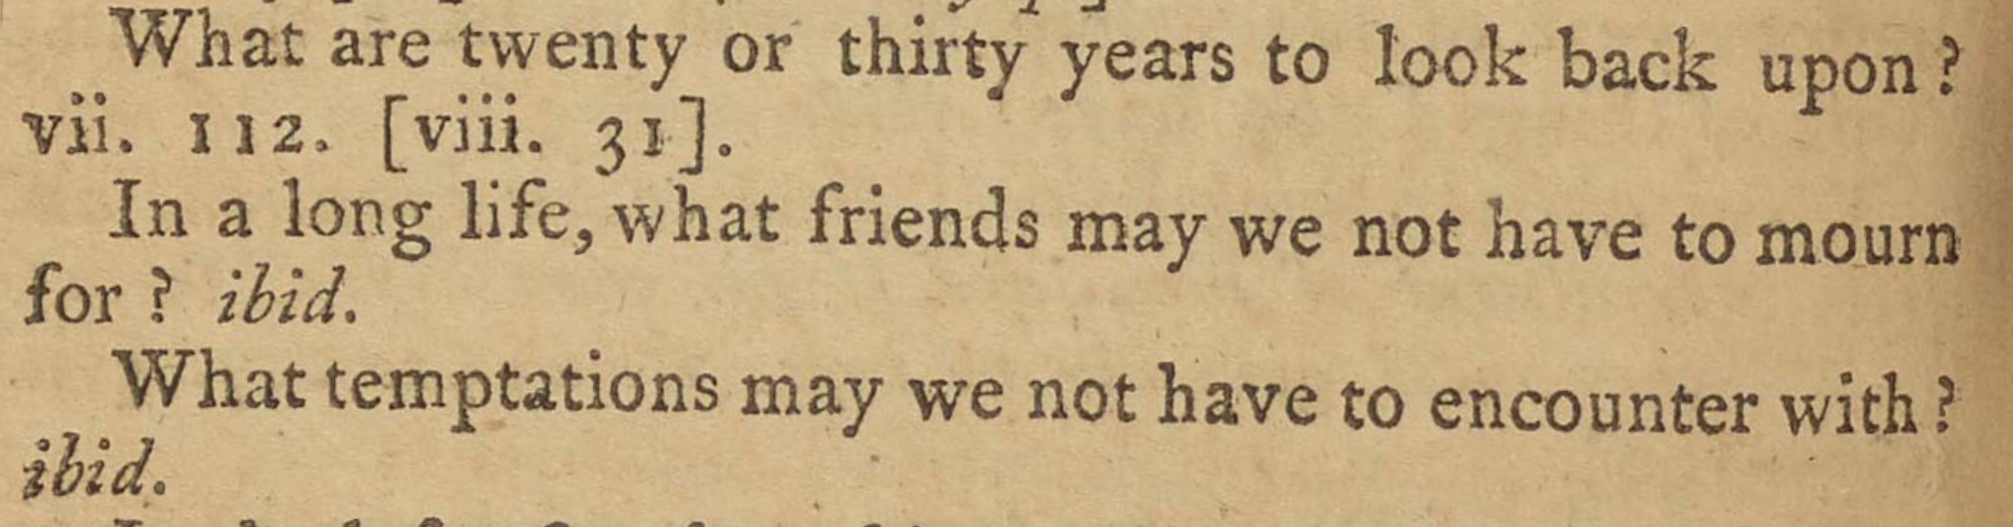 What are twenty or thirty years to look back upon?
vii. 112. [viii. 31].
In a long life, what friends may we not have to mourn
for? ibid.
What temptations may we not have to encounter with?
ibid.